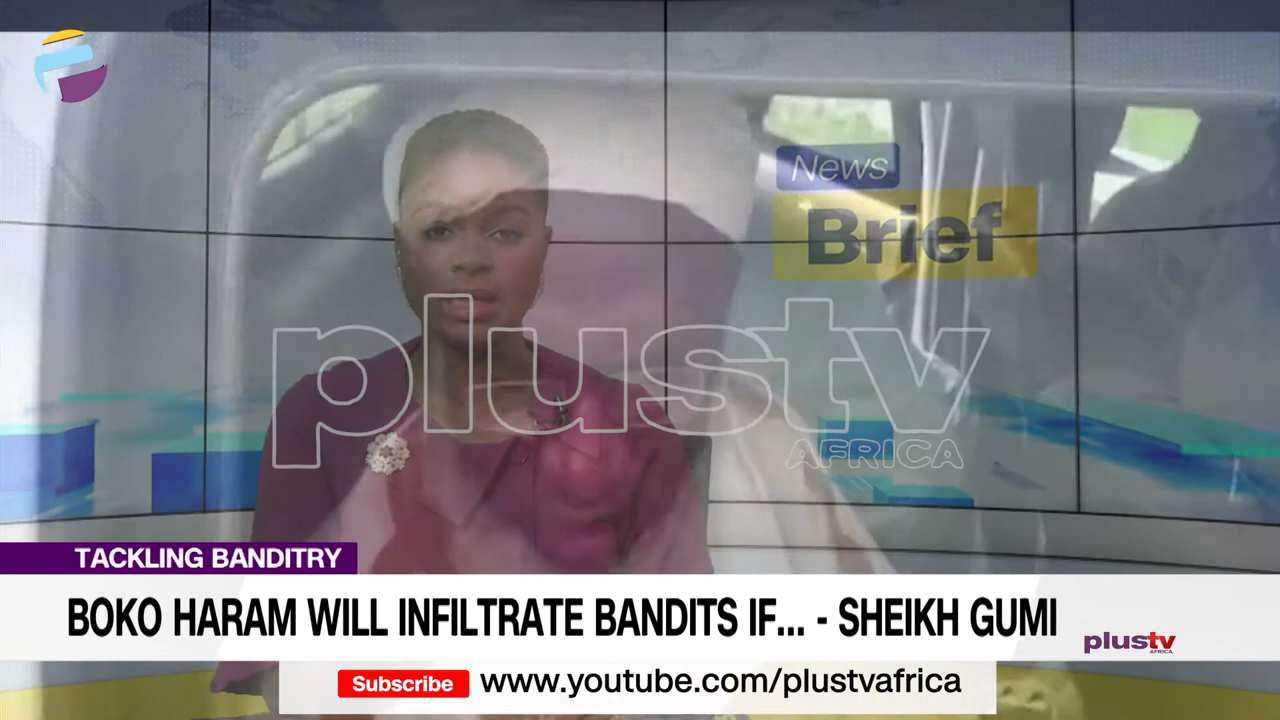 News
Brief
plustv
AFRICA
TACKLING BANDITRY
BOKO HARAM WILL INFILTRATE BANDITS IF... - SHEIKH GUMI
plustv
AFRICA
Subscribe www.youtube.com/plustvafrica